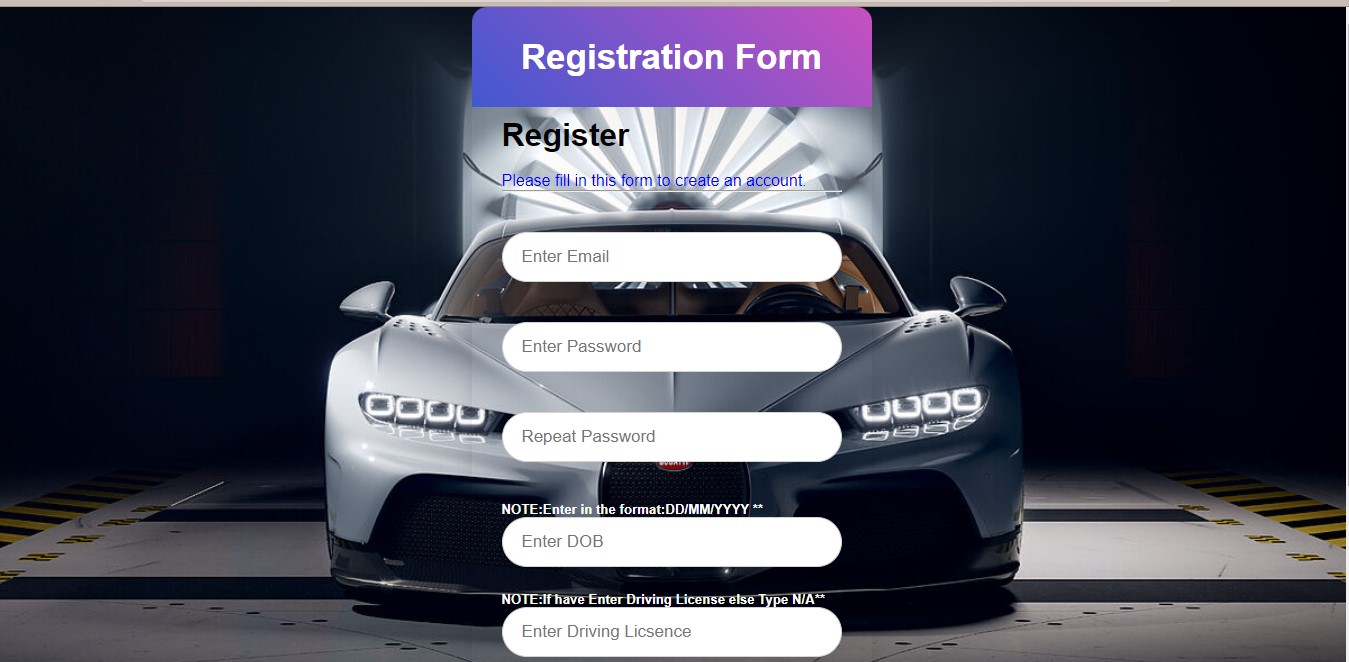 Registration Form
Register
Please fill in this form to create an account.
Enter Email
Enter Password
Repeat Password
BUGATTI
NOTE:Enter in the format:DD/MM/YYYY **
Enter DOB
NOTE:If have Enter Driving License else Type N/A**
Enter Driving Licsence